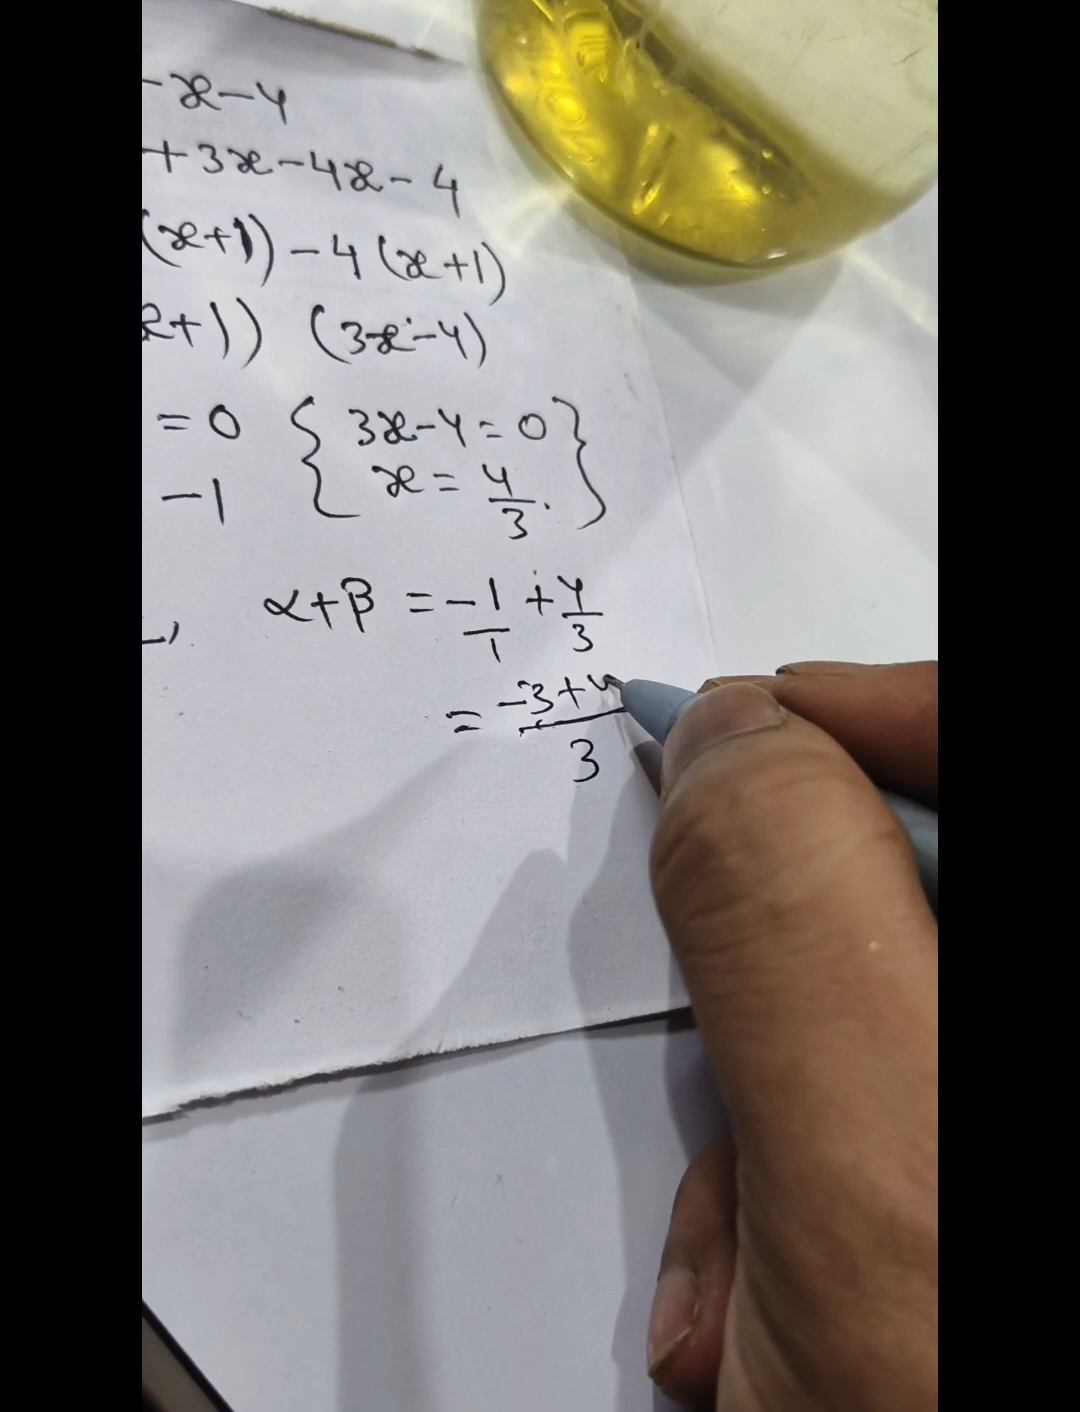 -x-4
+3x-4x-4
(x+1)-4(x+1)
x+1)) (3x-4)
=0 { 3x-4=0 }
-1 x = 4/3.
α+β = -1/1 + 4/3
= -3+4/3